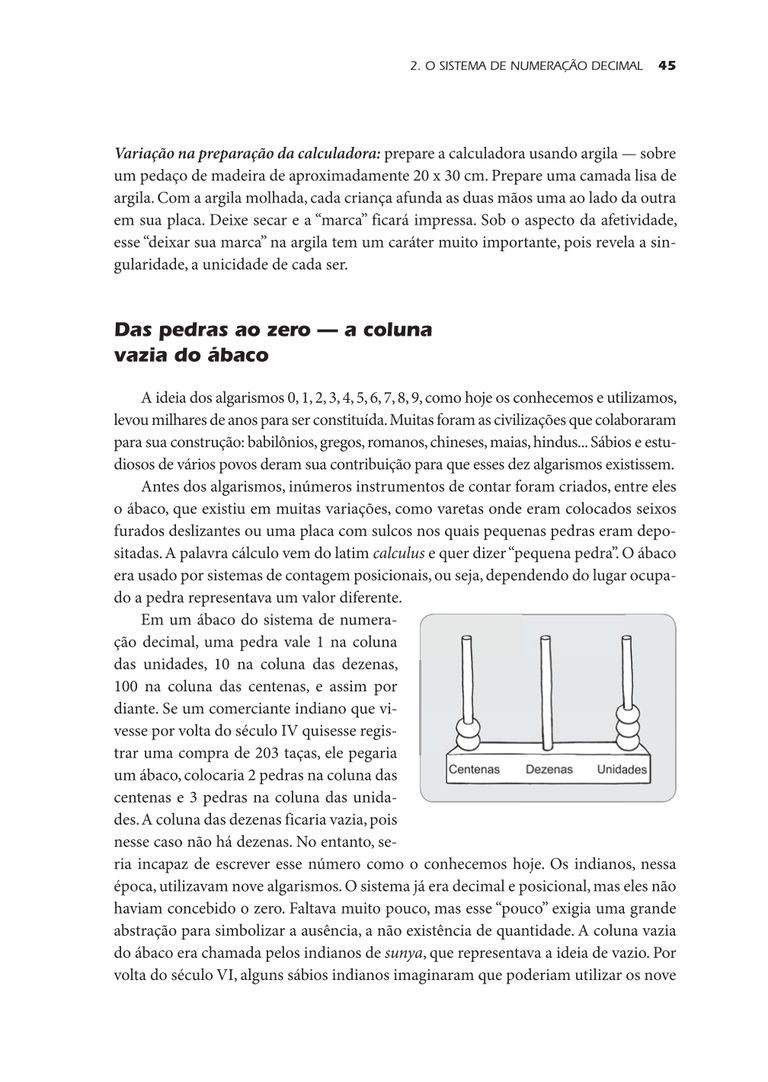 2. O SISTEMA DE NUMERAÇÃO DECIMAL 45
Variação na preparação da calculadora: prepare a calculadora usando argila — sobre
um pedaço de madeira de aproximadamente 20 x 30 cm. Prepare uma camada lisa de
argila. Com a argila molhada, cada criança afunda as duas mãos uma ao lado da outra
em sua placa. Deixe secar e a “marca” ficará impressa. Sob o aspecto da afetividade,
esse “deixar sua marca” na argila tem um caráter muito importante, pois revela a sin-
gularidade, a unicidade de cada ser.
Das pedras ao zero — a coluna
vazia do ábaco
A ideia dos algarismos 0, 1, 2, 3, 4, 5, 6, 7, 8, 9, como hoje os conhecemos e utilizamos,
levou milhares de anos para ser constituída. Muitas foram as civilizações que colaboraram
para sua construção: babilônios, gregos, romanos, chineses, maias, hindus... Sábios e estu-
diosos de vários povos deram sua contribuição para que esses dez algarismos existissem.
Antes dos algarismos, inúmeros instrumentos de contar foram criados, entre eles
o ábaco, que existiu em muitas variações, como varetas onde eram colocados seixos
furados deslizantes ou uma placa com sulcos nos quais pequenas pedras eram depo-
sitadas. A palavra cálculo vem do latim calculus e quer dizer “pequena pedra”. O ábaco
era usado por sistemas de contagem posicionais, ou seja, dependendo do lugar ocupa-
do a pedra representava um valor diferente.
Em um ábaco do sistema de numera-
ção decimal, uma pedra vale 1 na coluna
das unidades, 10 na coluna das dezenas,
100 na coluna das centenas, e assim por
diante. Se um comerciante indiano que vi-
vesse por volta do século IV quisesse regis-
trar uma compra de 203 taças, ele pegaria
um ábaco, colocaria 2 pedras na coluna das
centenas e 3 pedras na coluna das unida-
des. A coluna das dezenas ficaria vazia, pois
nesse caso não há dezenas. No entanto, se-
Centenas Dezenas Unidades
ria incapaz de escrever esse número como o conhecemos hoje. Os indianos, nessa
época, utilizavam nove algarismos. O sistema já era decimal e posicional, mas eles não
haviam concebido o zero. Faltava muito pouco, mas esse “pouco” exigia uma grande
abstração para simbolizar a ausência, a não existência de quantidade. A coluna vazia
do ábaco era chamada pelos indianos de sunya, que representava a ideia de vazio. Por
volta do século VI, alguns sábios indianos imaginaram que poderiam utilizar os nove